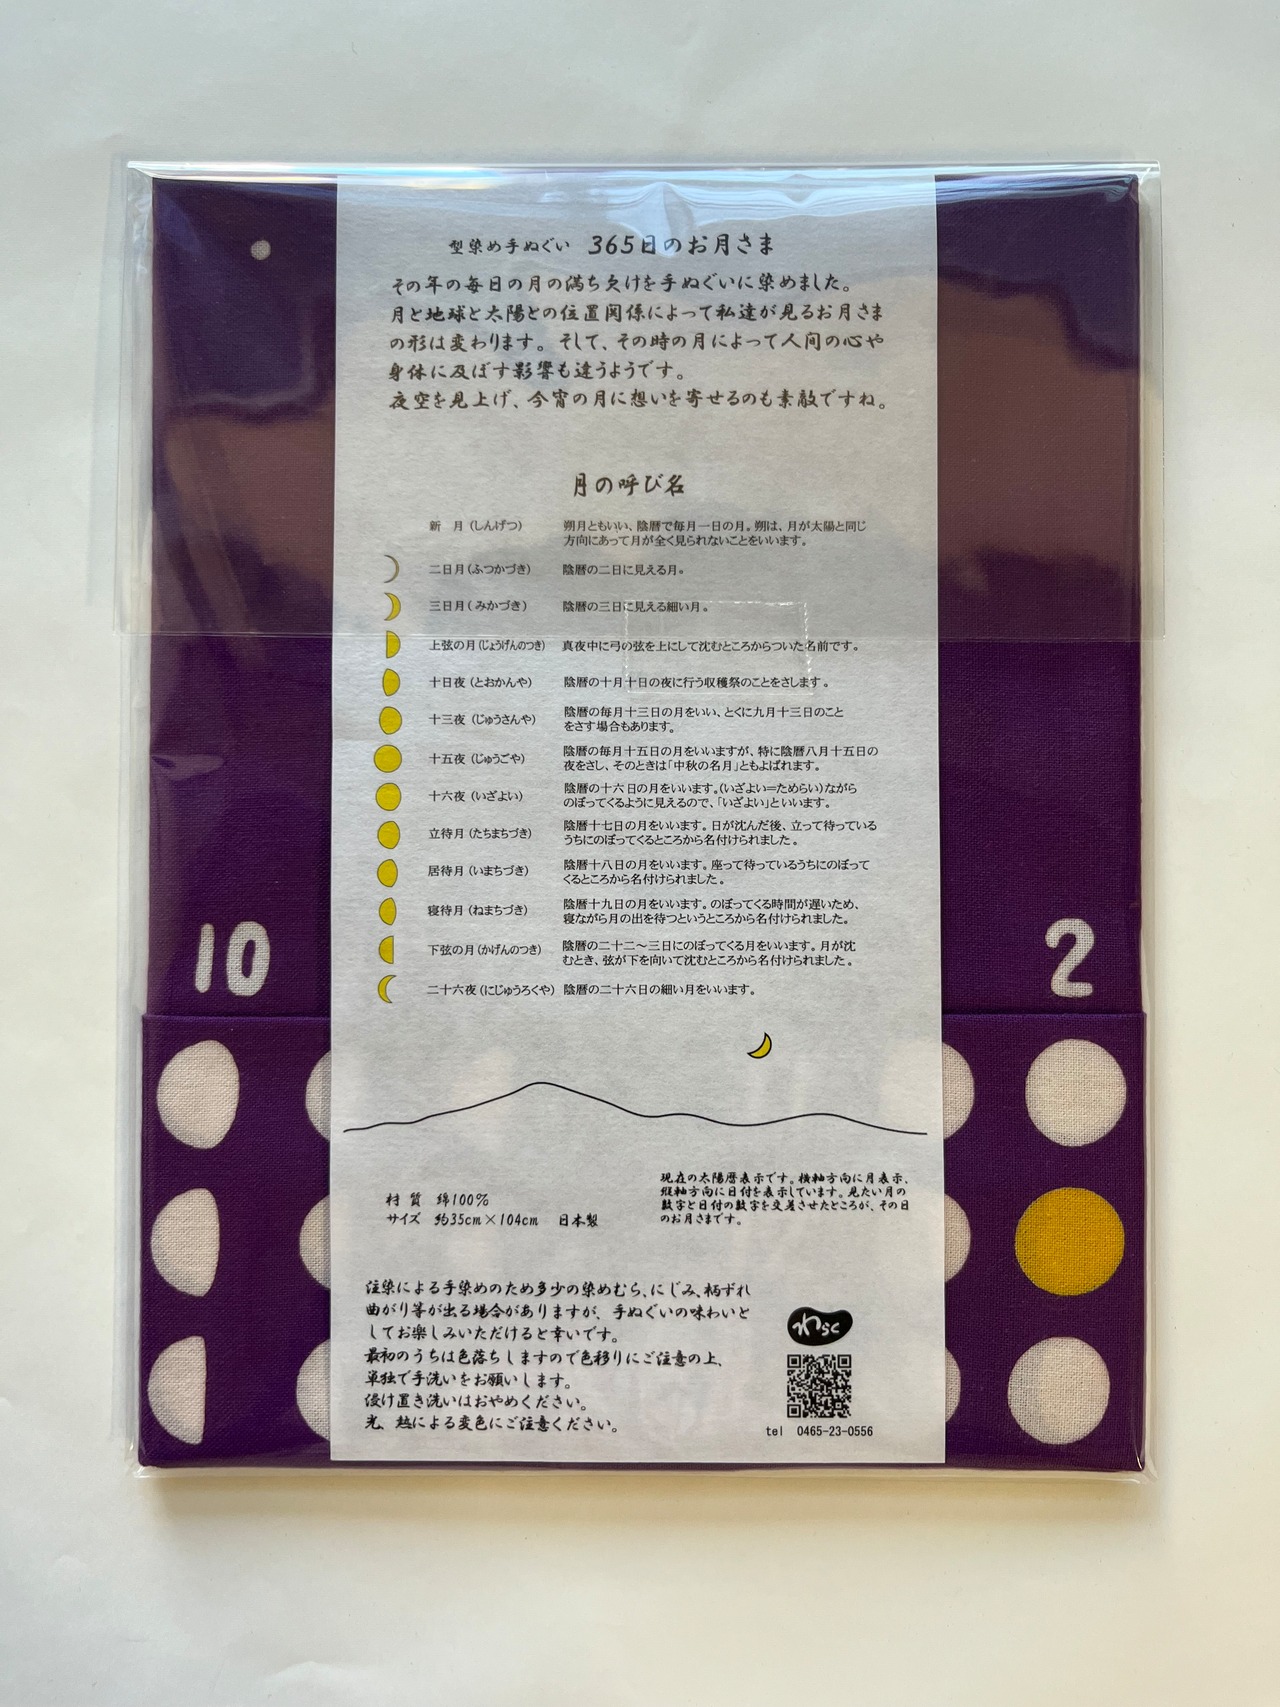 型染め手ぬぐい 365日のお月さま
その年の毎日の月の満ち欠けを手ぬぐいに染めました。
月と地球と太陽との位置関係によって私達が見るお月さま
の形は変わります。そして、その時の月によって人間の心や
身体に及ぼす影響も違うようです。
夜空を見上げ、今宵の月に想いを寄せるのも素敵ですね。
月の呼び名
新 月(しんげつ) 朔月ともいい、陰暦で毎月一日の月。朔は、月が太陽と同じ
方向にあって月が全く見られないことをいいます。
二日月(ふつかづき) 陰暦の二日に見える月。
三日月(みかづき) 陰暦の三日に見える細い月。
上弦の月(じょうげんのつき) 真夜中に弓の弦を上にして沈むところからついた名前です。
十日夜(とおかんや) 陰暦の十月十日の夜に行う収穫祭のことをさします。
十三夜(じゅうさんや) 陰暦の毎月十三日の月をいい、とくに九月十三日のこと
をさす場合もあります。
十五夜(じゅうごや) 陰暦の毎月十五日の月をいいますが、特に陰暦八月十五日の
夜をさし、そのときは「中秋の名月」ともよばれます。
十六夜(いざよい) 陰暦の十六日の月をいいます。(いざよい=ためらい)ながら
のぼってくるように見えるので、「いざよい」といいます。
立待月(たちまちづき) 陰暦十七日の月をいいます。日が沈んだ後、立って待っている
うちにのぼってくるところから名付けられました。
居待月(いまちづき) 陰暦十八日の月をいいます。座って待っているうちにのぼって
くるところから名付けられました。
寝待月(ねまちづき) 陰暦十九日の月をいいます。のぼってくる時間が遅いため、
寝ながら月の出を待つというところから名付けられました。
下弦の月(かげんのつき) 陰暦の二十二〜三日にのぼってくる月をいいます。月が沈
むとき、弦が下を向いて沈むところから名付けられました。
二十六夜(にじゅうろくや) 陰暦の二十六日の細い月をいいます。
10
2
現在の太陽暦表示です。横軸方向に月表示、
縦軸方向に日付を表示しています。見たい月の
数字と日付の数字を交差させたところが、その日
のお月さまです。
材 質 綿100%
サイズ 約35cm×104cm 日本製
注染による手染めのため多少の染めむら、にじみ、柄ずれ
曲がり等が出る場合がありますが、手ぬぐいの味わいと
してお楽しみいただけると幸いです。
最初のうちは色落ちしますので色移りにご注意の上、
単独で手洗いをお願いします。
浸け置き洗いはおやめください。
光、熱による変色にご注意ください。
わらく
tel 0465-23-0556